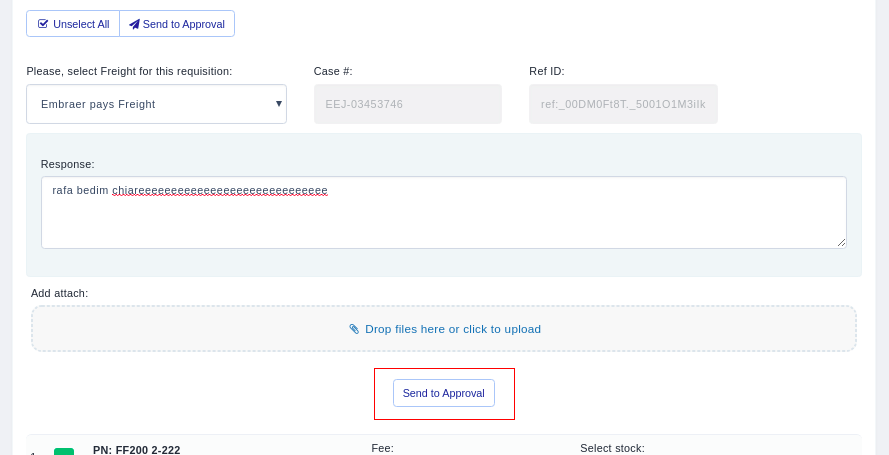 Unselect All Send to Approval
Please, select Freight for this requisition: Case #: Ref ID:
Embraer pays Freight EEJ-03453746 ref:_00DM0Ft8T._5001O1M3iIk
Response:
rafa bedim chiareeeeeeeeeeeeeeeeeeeeeeeeeeeee
Add attach:
Drop files here or click to upload
Send to Approval
PN: FF200 2-222 Fee: Select stock: